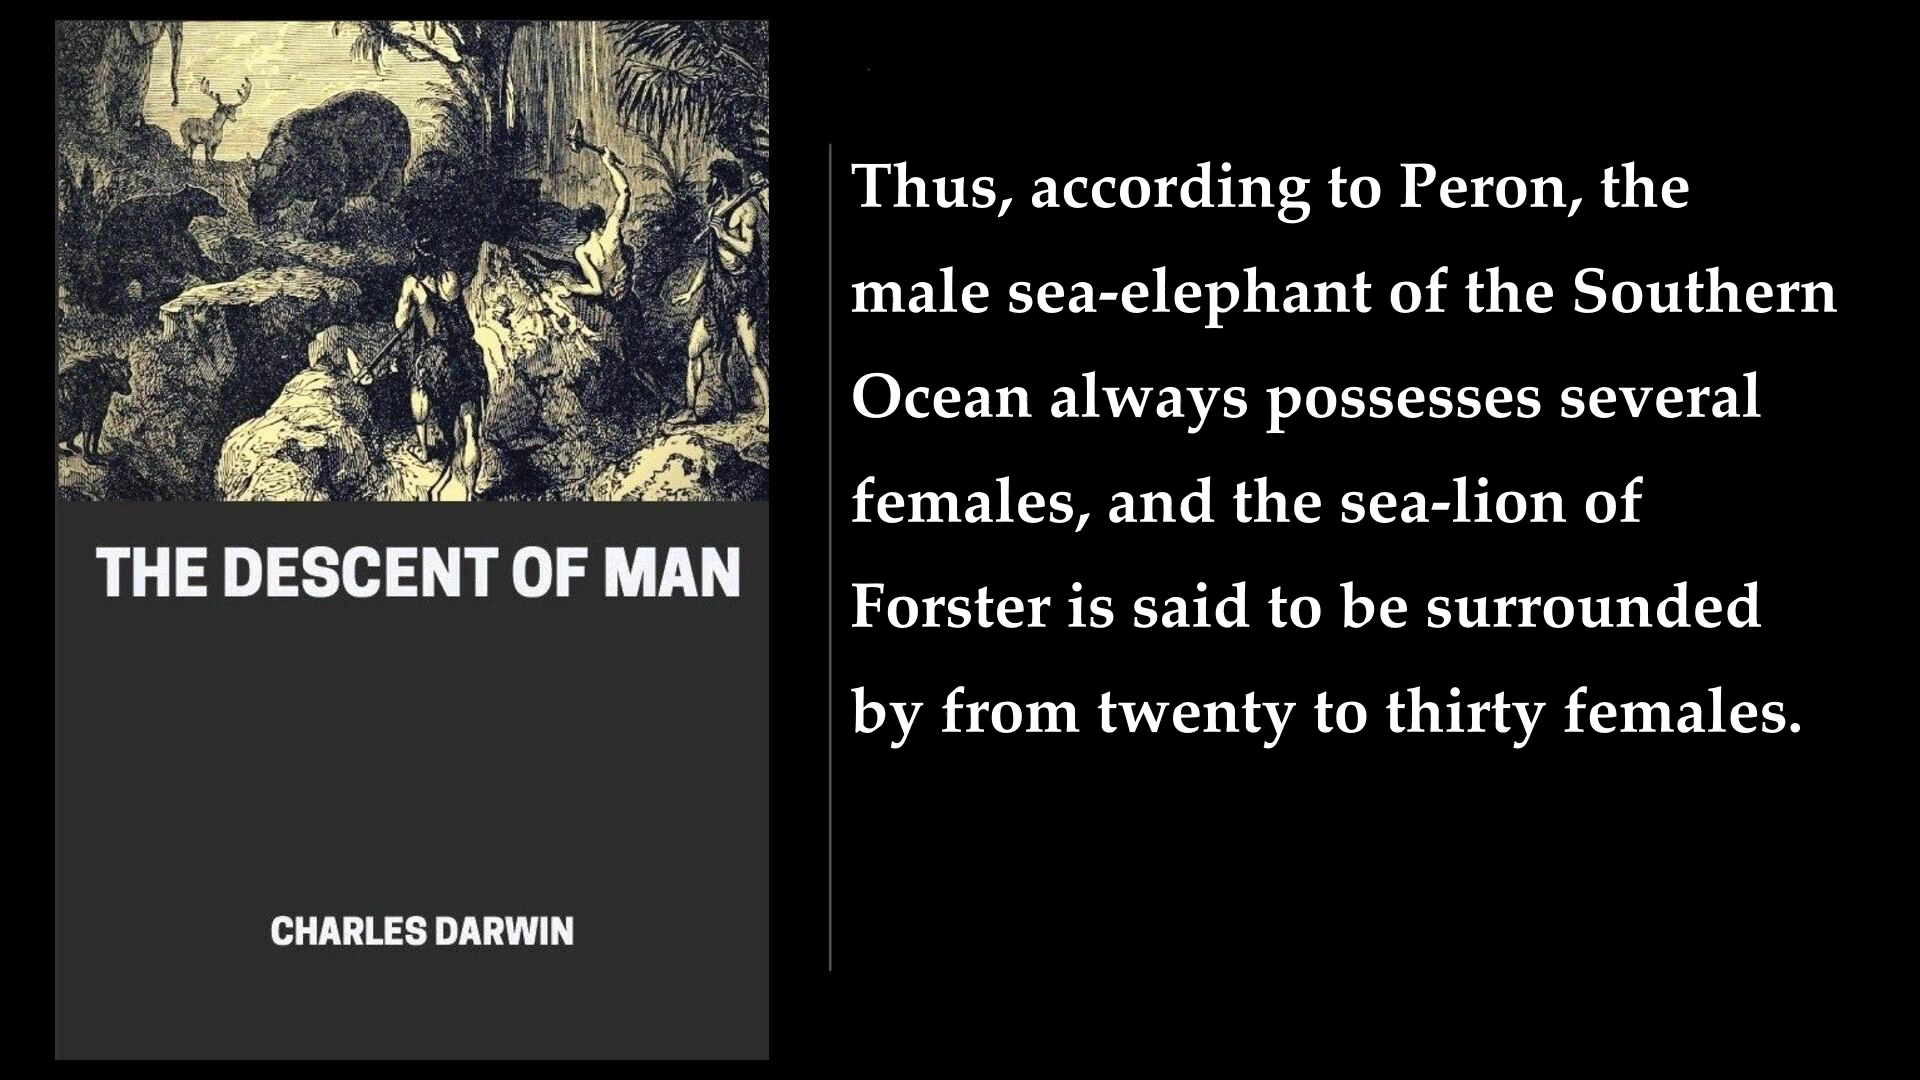 THE DESCENT OF MAN
CHARLES DARWIN
Thus, according to Peron, the
male sea-elephant of the Southern
Ocean always possesses several
females, and the sea-lion of
Forster is said to be surrounded
by from twenty to thirty females.